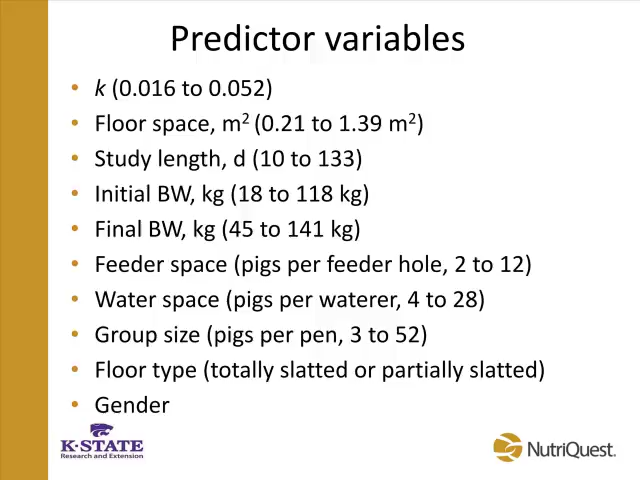 Predictor variables
• k (0.016 to 0.052)
• Floor space, m² (0.21 to 1.39 m²)
• Study length, d (10 to 133)
• Initial BW, kg (18 to 118 kg)
• Final BW, kg (45 to 141 kg)
• Feeder space (pigs per feeder hole, 2 to 12)
• Water space (pigs per waterer, 4 to 28)
• Group size (pigs per pen, 3 to 52)
• Floor type (totally slatted or partially slatted)
• Gender
K-STATE
Research and Extension
NutriQuest.